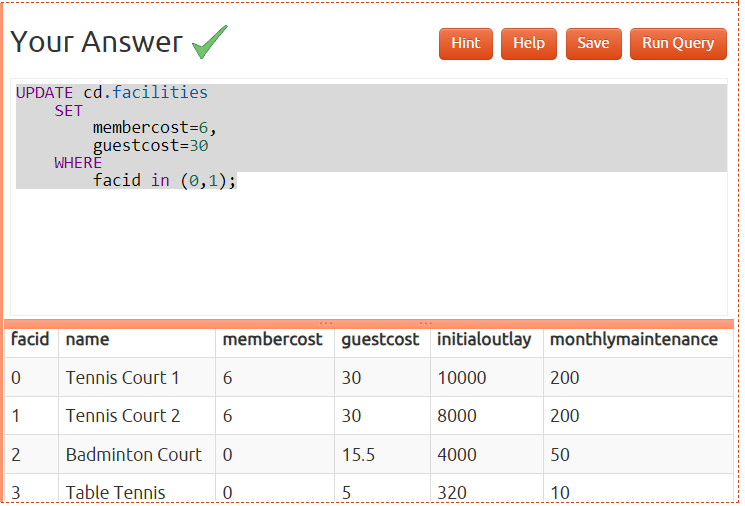 Your Answer Hint Help Save Run Query
UPDATE cd.facilities
SET
membercost=6,
guestcost=30
WHERE
facid in (0,1);
facid name membercost guestcost initialoutlay monthlymaintenance
0 Tennis Court 1 6 30 10000 200
1 Tennis Court 2 6 30 8000 200
2 Badminton Court 0 15.5 4000 50
3 Table Tennis 0 5 320 10